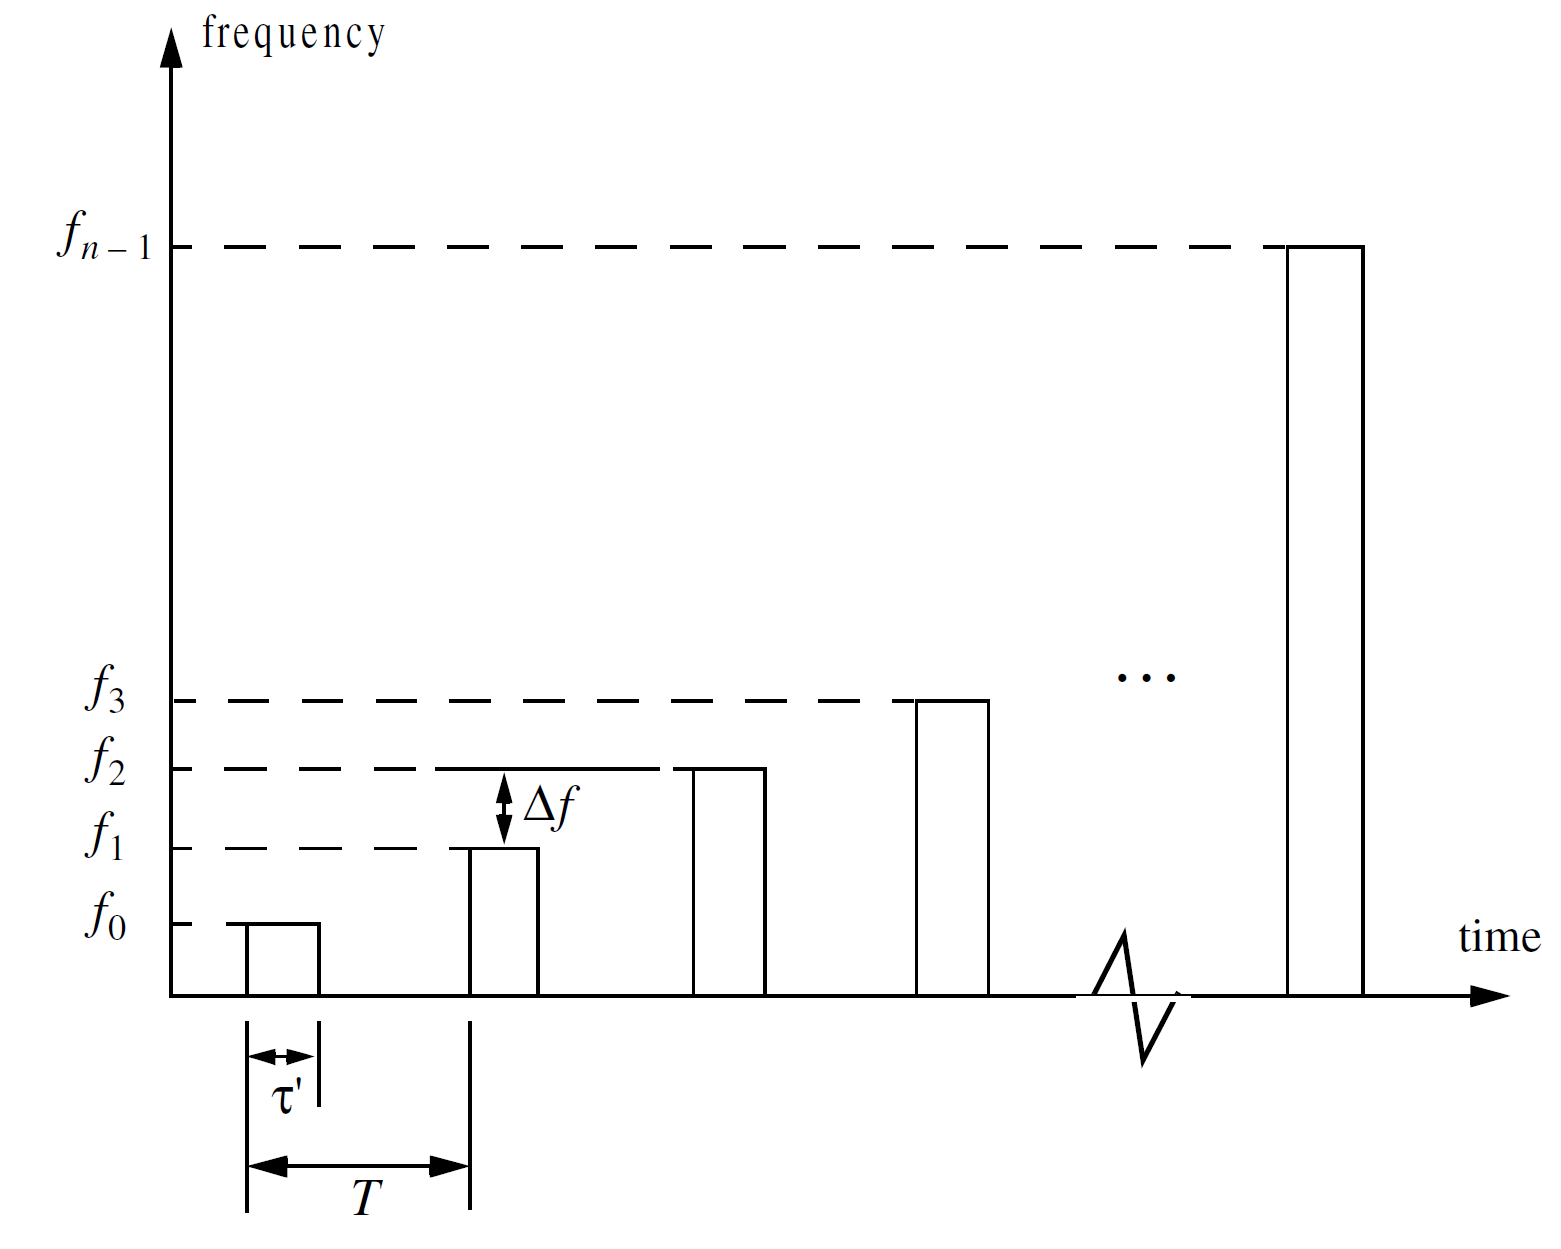 frequency
fn − 1
f3
f2
Δf
f1
f0
time
τ'
T
...